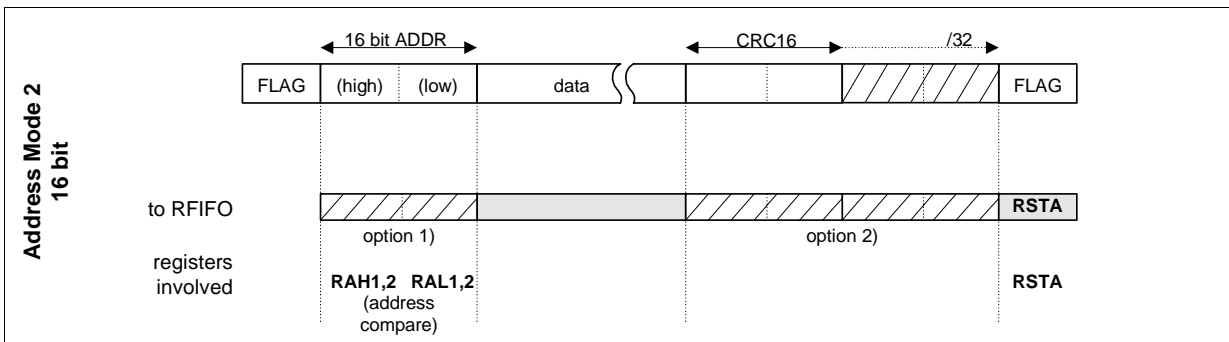 Address Mode 2
16 bit
16 bit ADDR
CRC16
/32
FLAG
(high)
(low)
data
FLAG
to RFIFO
RSTA
option 1)
option 2)
registers
involved
RAH1,2
RAL1,2
RSTA
(address
compare)